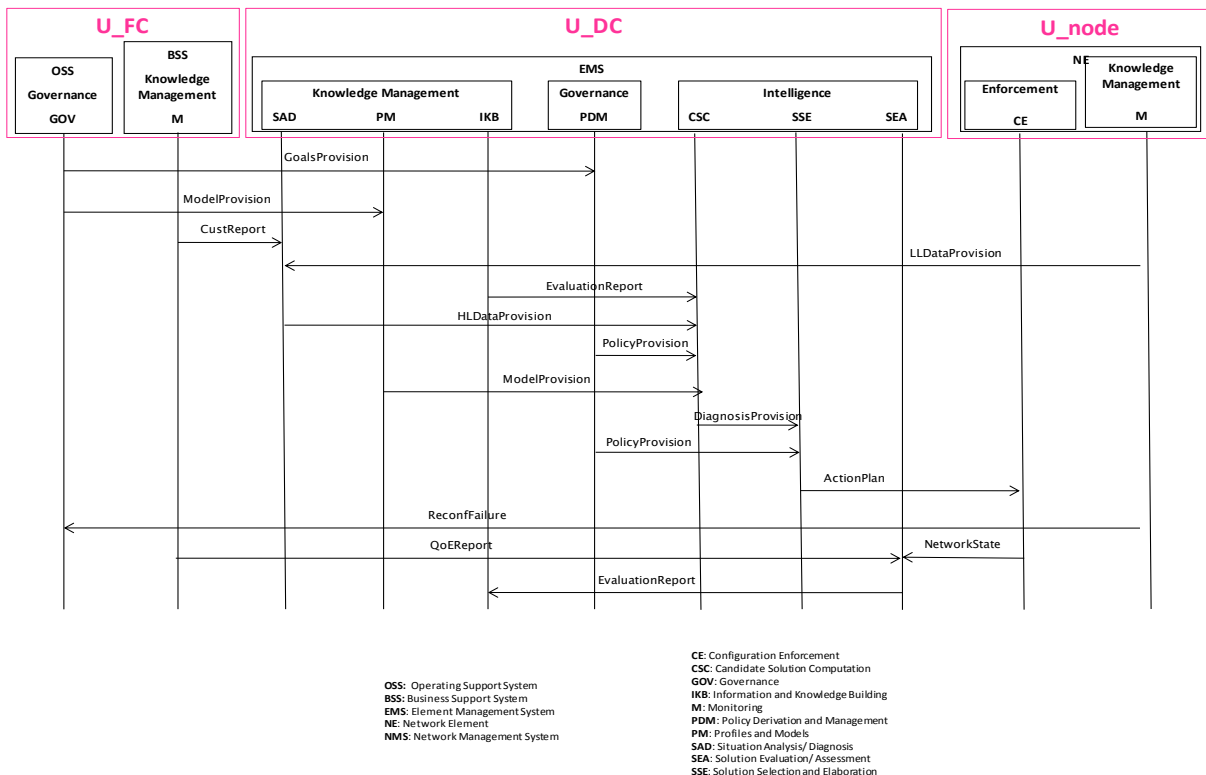 U_FC
U_DC
U_node
OSS
Governance
GOV
BSS
Knowledge
Management
M
EMS
Knowledge Management
SAD PM IKB
Governance
PDM
Intelligence
CSC SSE SEA
NE
Enforcement
CE
Knowledge
Management
M
GoalsProvision
ModelProvision
CustReport
LLDataProvision
EvaluationReport
HLDataProvision
PolicyProvision
ModelProvision
DiagnosisProvision
PolicyProvision
ActionPlan
ReconfFailure
QoEReport
NetworkState
EvaluationReport
OSS: Operating Support System
BSS: Business Support System
EMS: Element Management System
NE: Network Element
NMS: Network Management System
CE: Configuration Enforcement
CSC: Candidate Solution Computation
GOV: Governance
IKB: Information and Knowledge Building
M: Monitoring
PDM: Policy Derivation and Management
PM: Profiles and Models
SAD: Situation Analysis/ Diagnosis
SEA: Solution Evaluation/ Assessment
SSE: Solution Selection and Elaboration